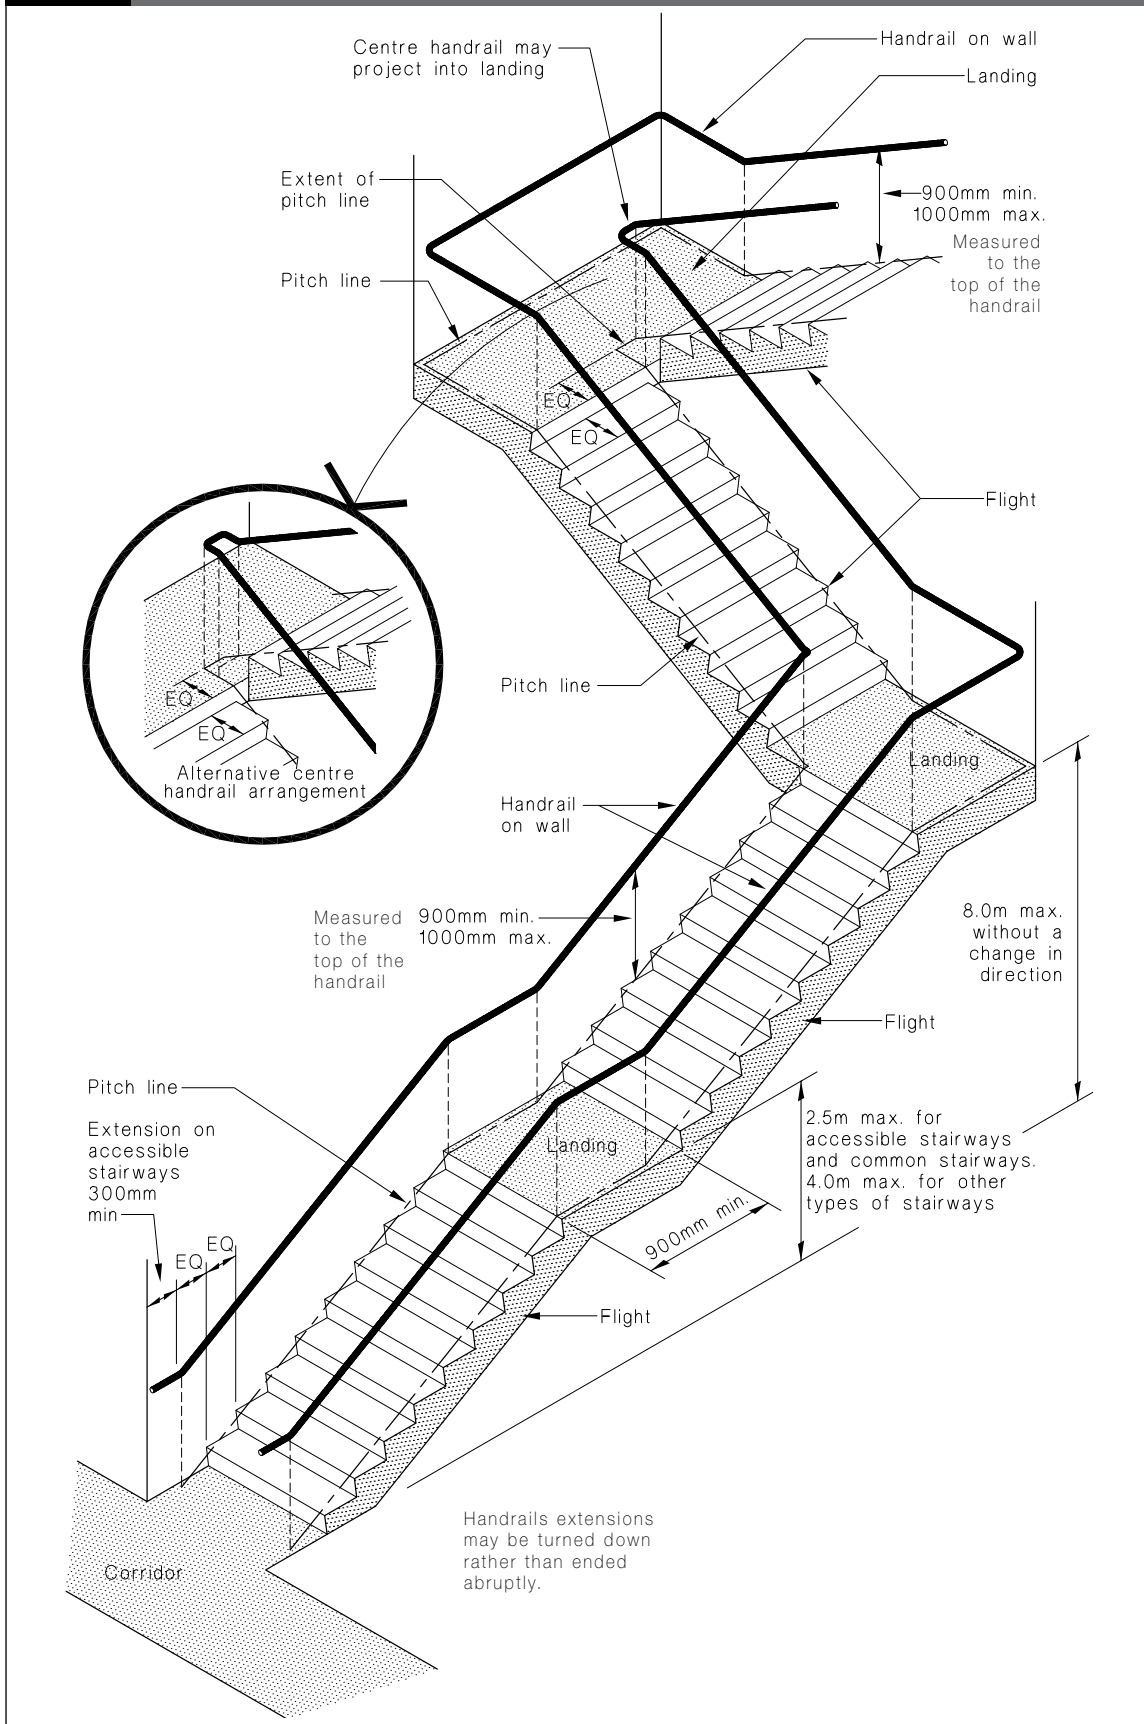 Centre handrail may
project into landing
Handrail on wall
Landing
Extent of
pitch line
900mm min.
1000mm max.
Measured
to the
top of the
handrail
Pitch line
EQ
EQ
Flight
EQ
EQ
Alternative centre
handrail arrangement
Pitch line
Landing
Handrail
on wall
Measured
to the
top of the
handrail
900mm min.
1000mm max.
8.0m max.
without a
change in
direction
Flight
Pitch line
Extension on
accessible
stairways
300mm
min
2.5m max. for
accessible stairways
and common stairways.
4.0m max. for other
types of stairways
Landing
900mm min.
EQ
EQ
Flight
Handrails extensions
may be turned down
rather than ended
abruptly.
Corridor